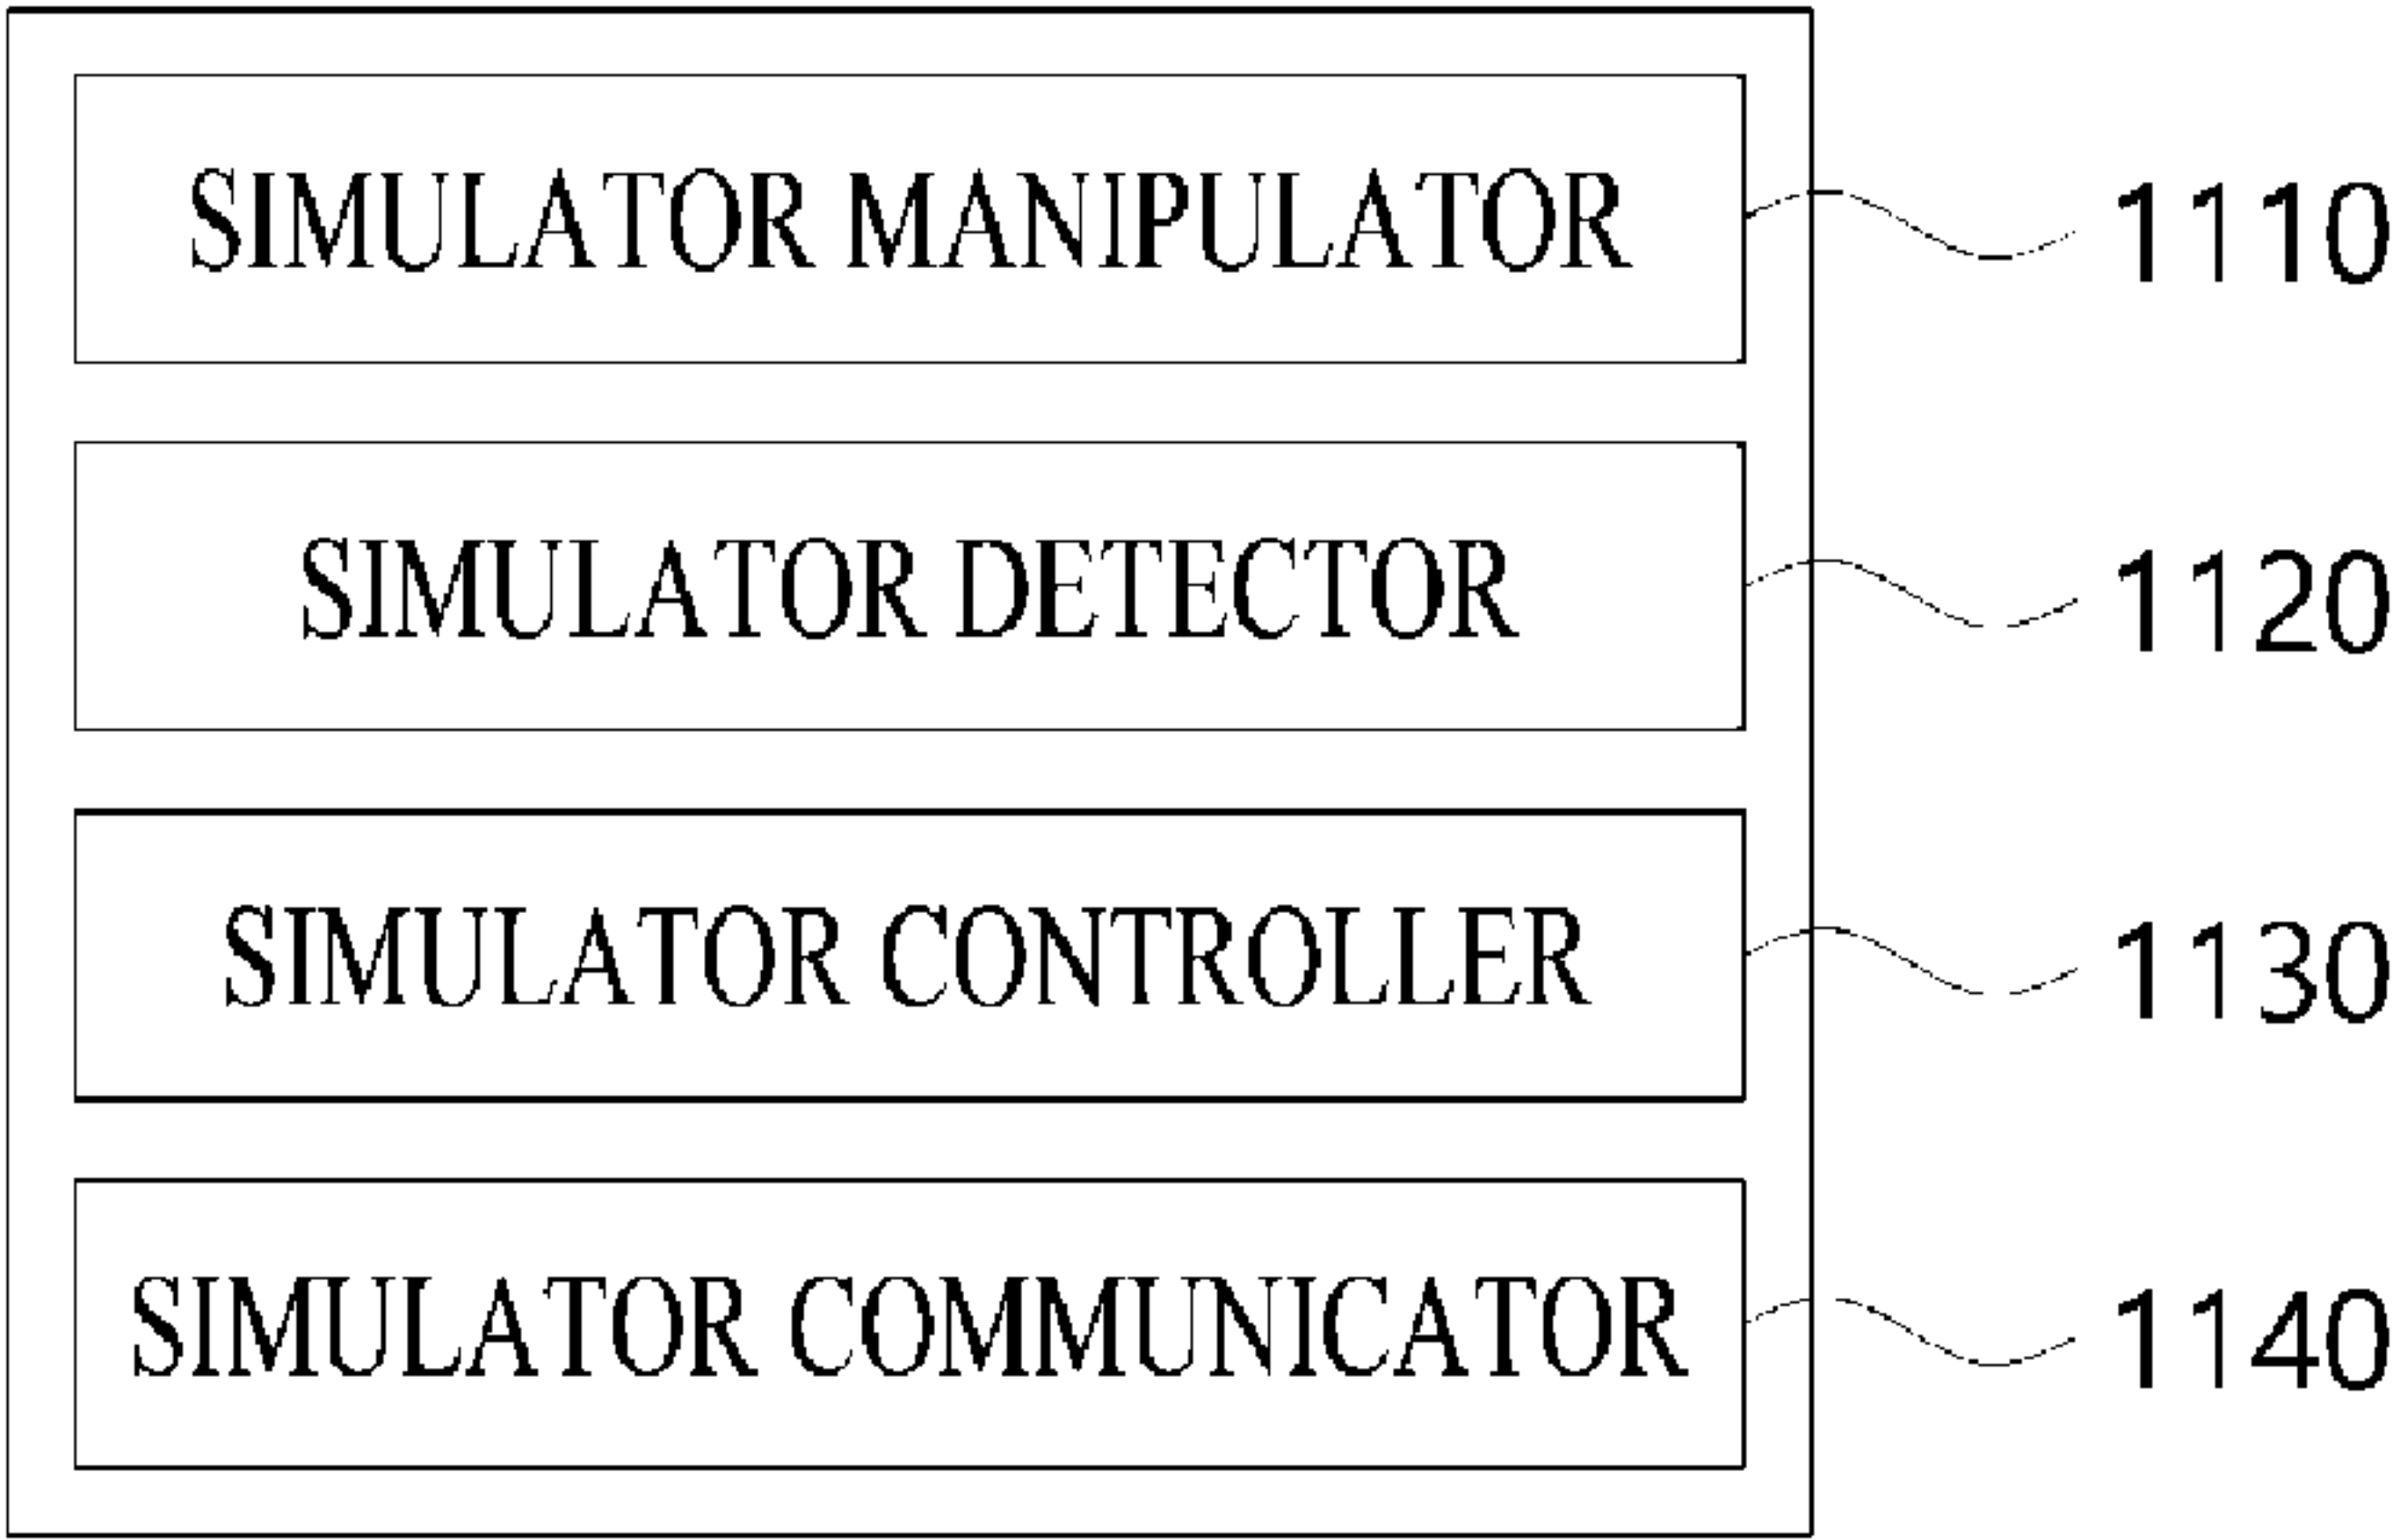 SIMULATOR MANIPULATOR 1110
SIMULATOR DETECTOR 1120
SIMULATOR CONTROLLER 1130
SIMULATOR COMMUNICATOR 1140